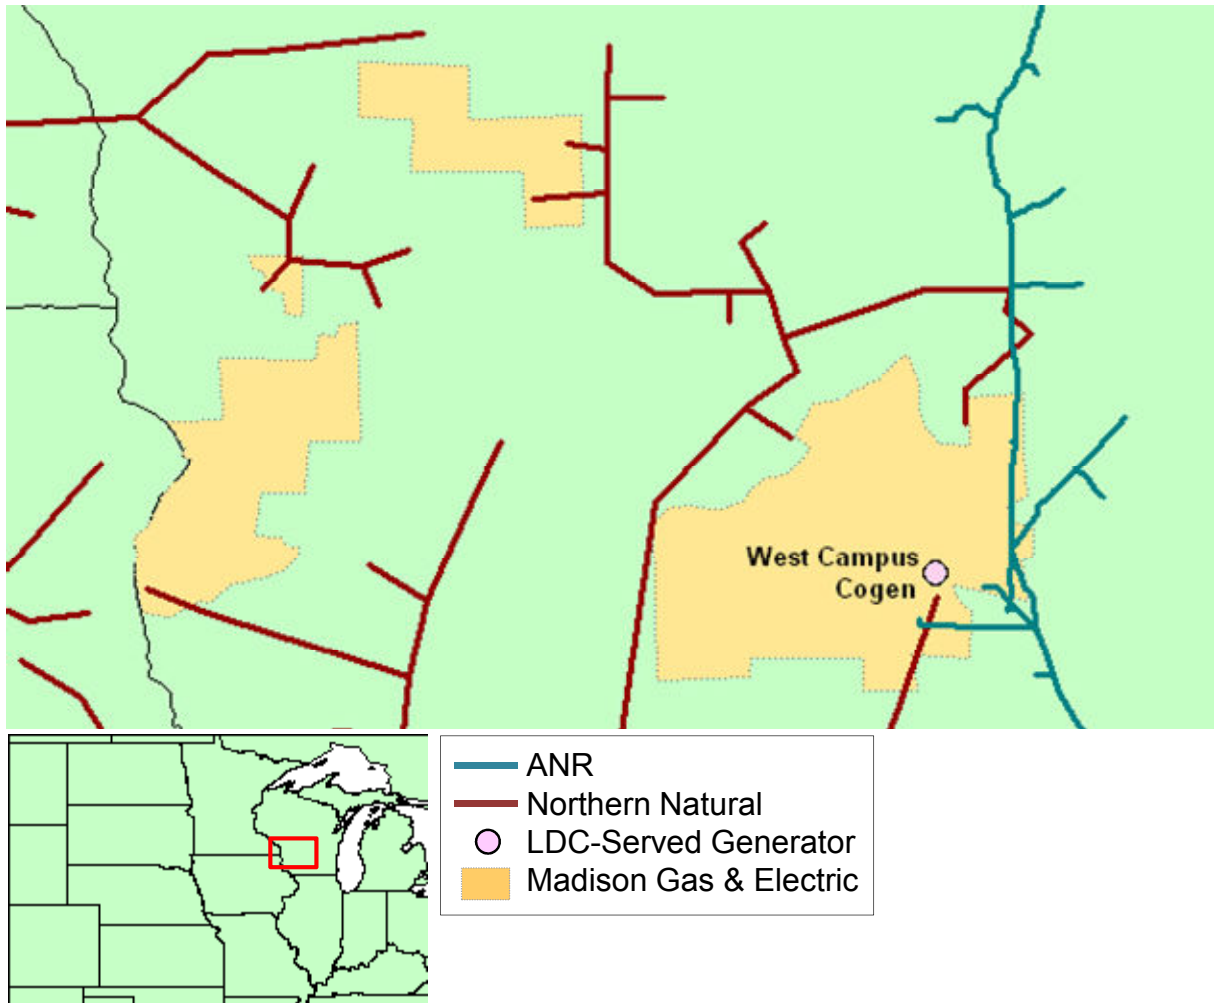 West Campus
Cogen
ANR
Northern Natural
LDC-Served Generator
Madison Gas & Electric